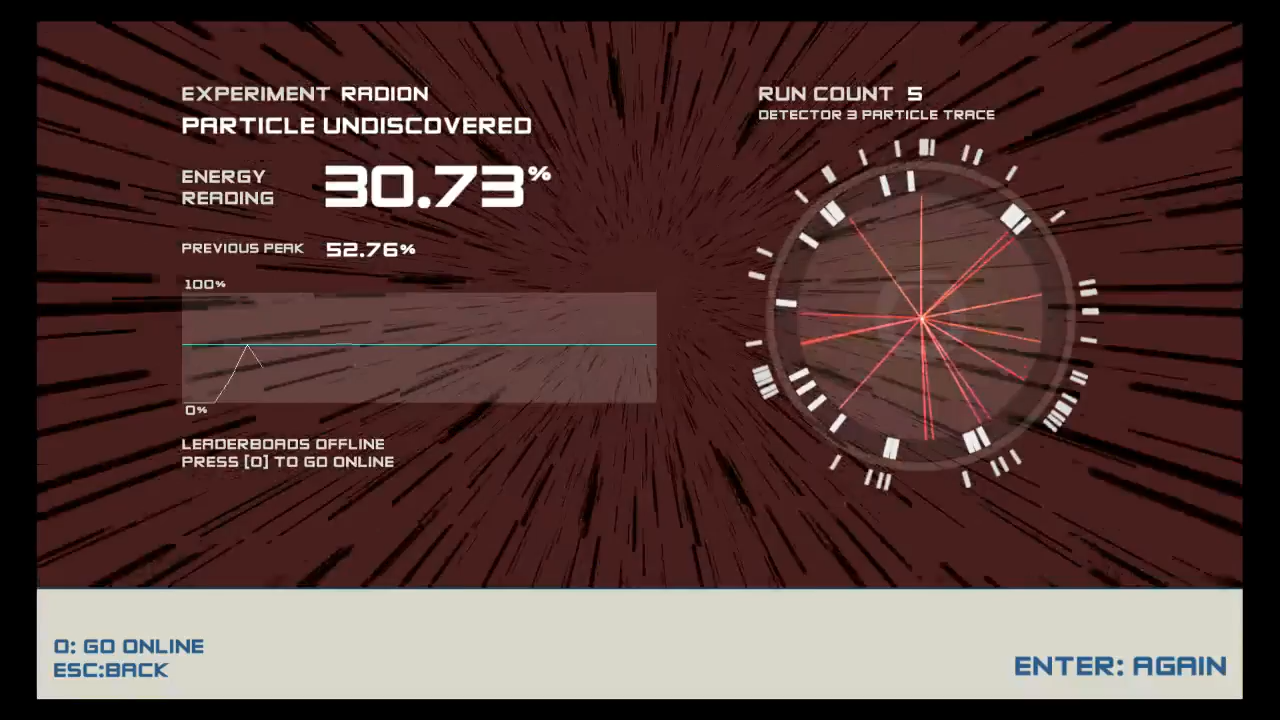 EXPERIMENT RADION
PARTICLE UNDISCOVERED
ENERGY READING 30.73%
PREVIOUS PEAK 52.76%
100%
0%
LEADERBOADS OFFLINE
PRESS [O] TO GO ONLINE
RUN COUNT 5
DETECTOR 3 PARTICLE TRACE
O: GO ONLINE
ESC:BACK
ENTER: AGAIN